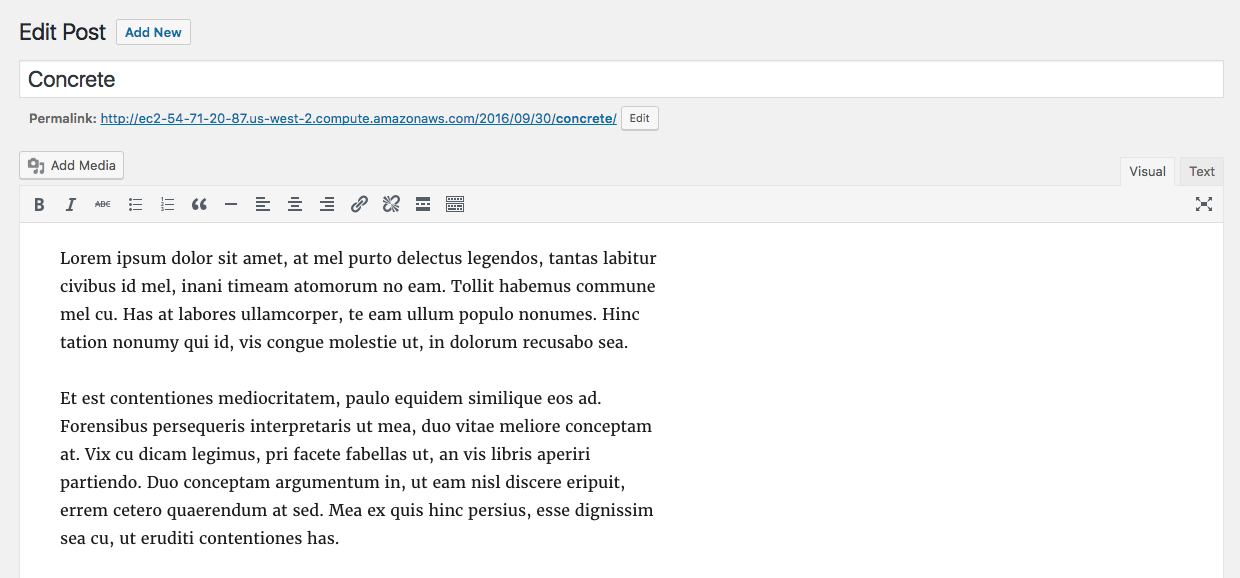 Edit Post Add New
Concrete
Permalink: http://ec2-54-71-20-87.us-west-2.compute.amazonaws.com/2016/09/30/concrete/ Edit
Add Media
Visual Text
B I ABC
Lorem ipsum dolor sit amet, at mel purto delectus legendos, tantas labitur
civibus id mel, inani timeam atomorum no eam. Tollit habemus commune
mel cu. Has at labores ullamcorper, te eam ullum populo nonumes. Hinc
tation nonumy qui id, vis congue molestie ut, in dolorum recusabo sea.
Et est contentiones mediocritatem, paulo equidem similique eos ad.
Forensibus persequeris interpretaris ut mea, duo vitae meliore conceptam
at. Vix cu dicam legimus, pri facete fabellas ut, an vis libris aperiri
partiendo. Duo conceptam argumentum in, ut eam nisl discere eripuit,
errem cetero quaerendum at sed. Mea ex quis hinc persius, esse dignissim
sea cu, ut eruditi contentiones has.